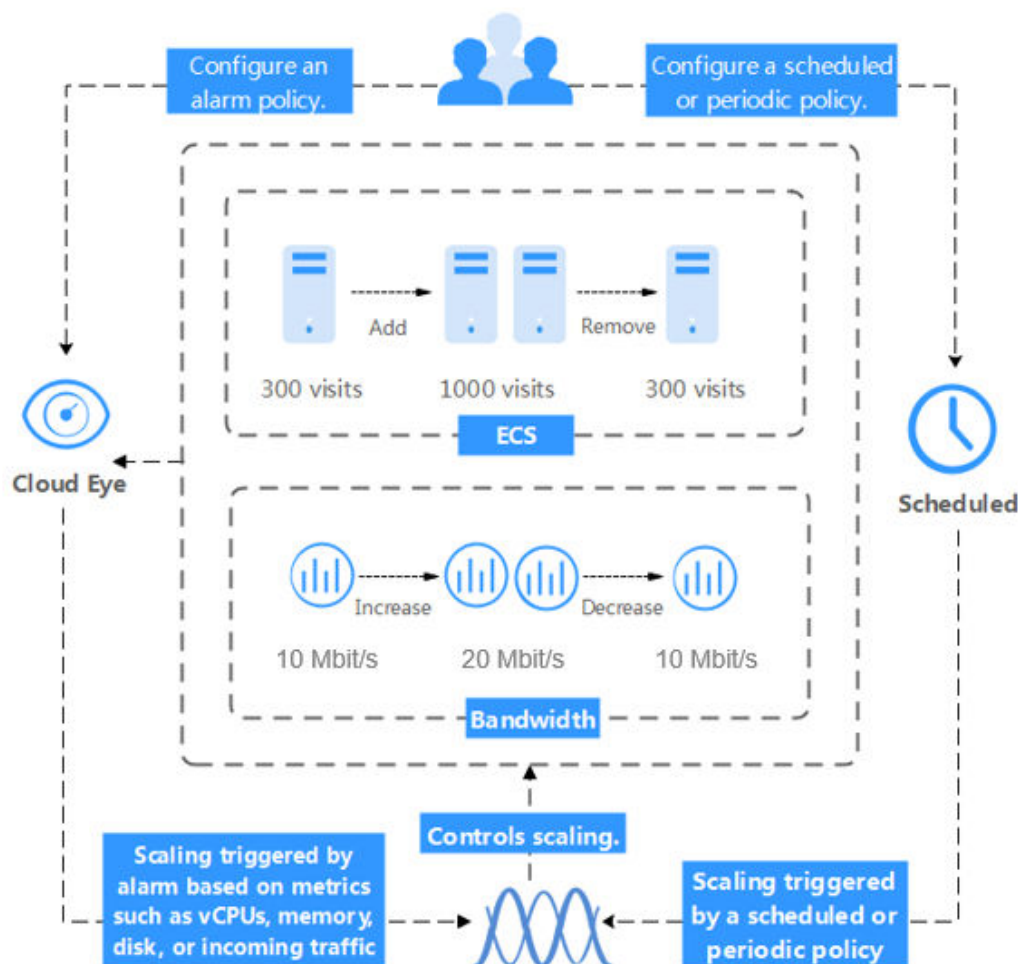 Configure an
alarm policy.
Configure a scheduled
or periodic policy.
Add
Remove
300 visits
1000 visits
300 visits
ECS
Cloud Eye
Scheduled
Increase
Decrease
10 Mbit/s
20 Mbit/s
10 Mbit/s
Bandwidth
Controls scaling.
Scaling triggered by
alarm based on metrics
such as vCPUs, memory,
disk, or incoming traffic
Scaling triggered
by a scheduled or
periodic policy